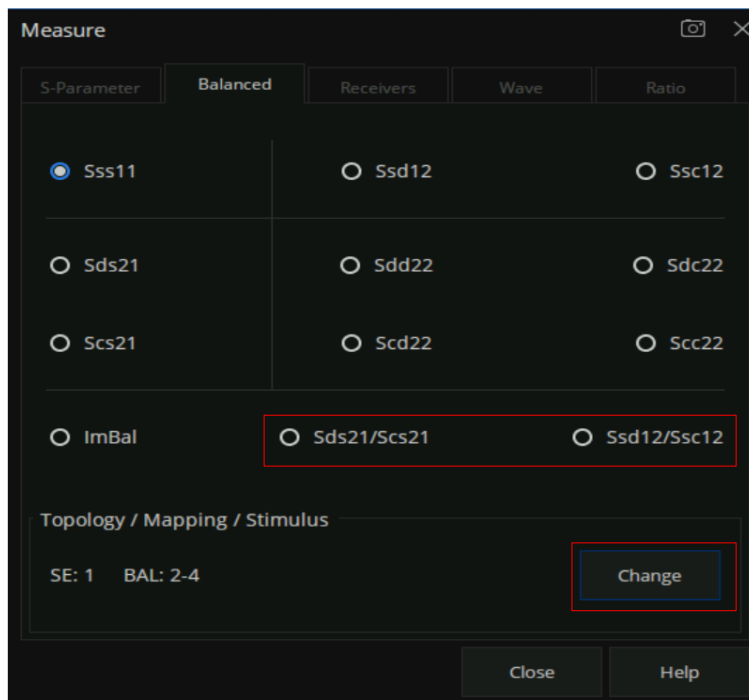 Measure
S-Parameter Balanced Receivers Wave Ratio
Sss11 Ssd12 Ssc12
Sds21 Sdd22 Sdc22
Scs21 Scd22 Scc22
ImBal Sds21/Scs21 Ssd12/Ssc12
Topology / Mapping / Stimulus
SE: 1 BAL: 2-4 Change
Close Help